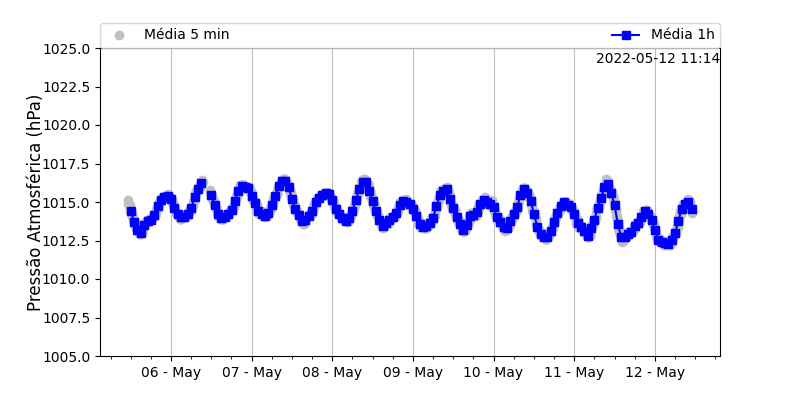 Média 5 min
Média 1h
2022-05-12 11:14
Pressão Atmosférica (hPa)
1025.0
1022.5
1020.0
1017.5
1015.0
1012.5
1010.0
1007.5
1005.0
06 - May
07 - May
08 - May
09 - May
10 - May
11 - May
12 - May